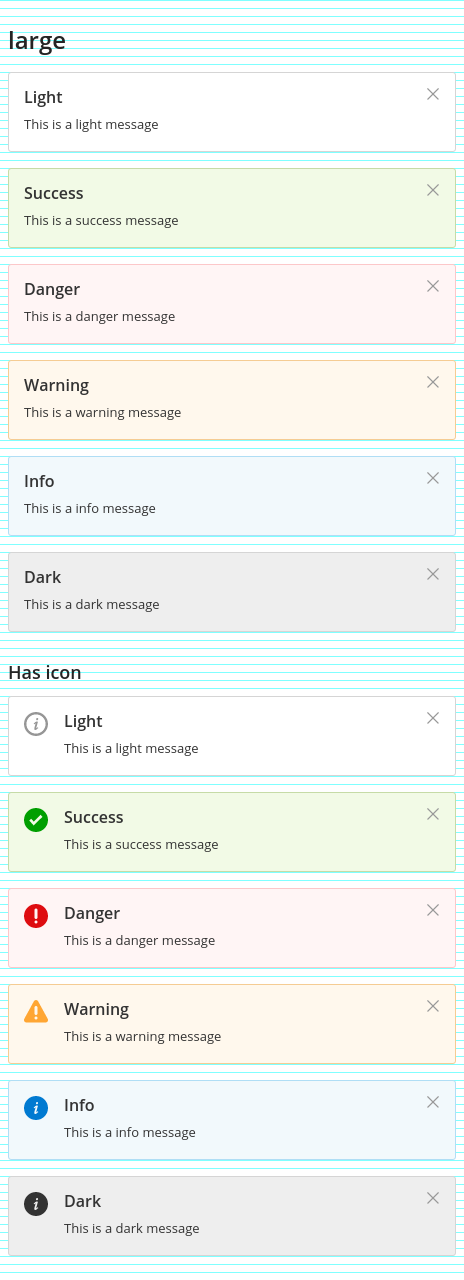 large
Light
This is a light message
Success
This is a success message
Danger
This is a danger message
Warning
This is a warning message
Info
This is a info message
Dark
This is a dark message
Has icon
Light
This is a light message
Success
This is a success message
Danger
This is a danger message
Warning
This is a warning message
Info
This is a info message
Dark
This is a dark message